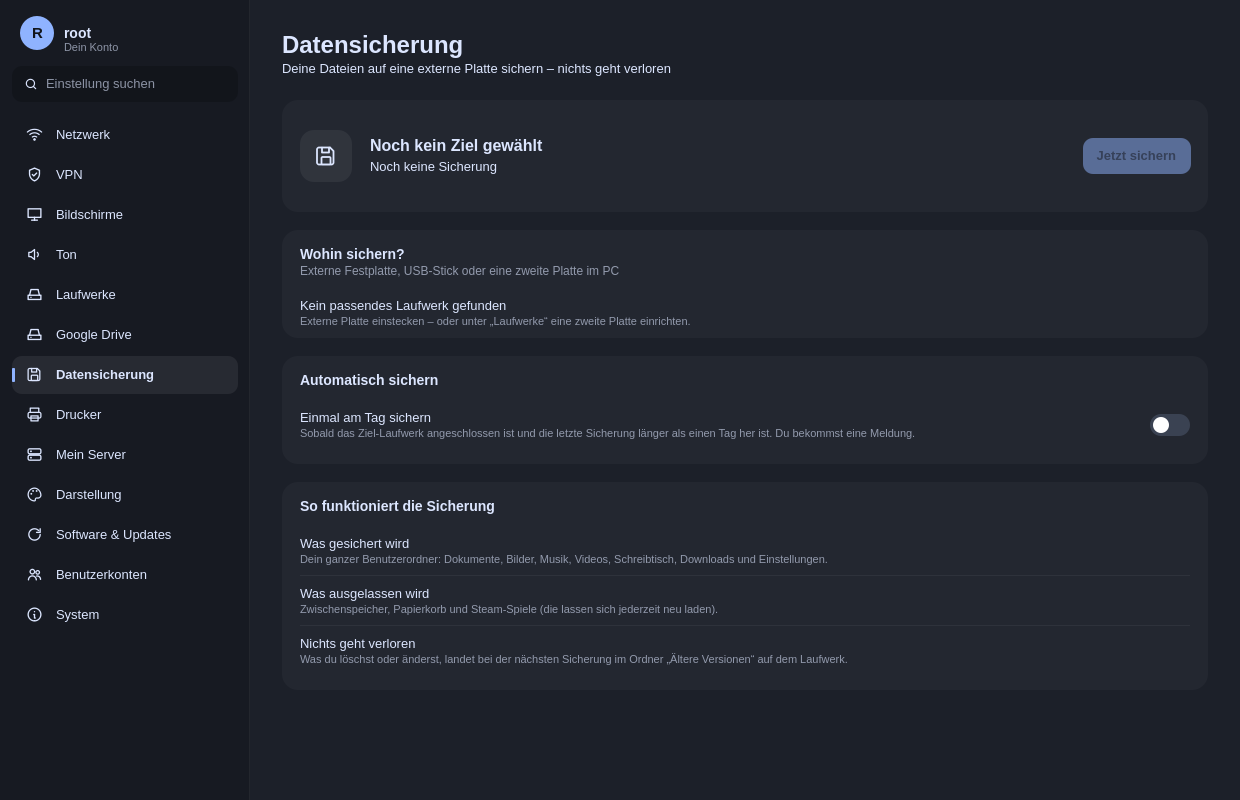 R
root
Dein Konto
Einstellung suchen
Netzwerk
VPN
Bildschirme
Ton
Laufwerke
Google Drive
Datensicherung
Drucker
Mein Server
Darstellung
Software & Updates
Benutzerkonten
System
Datensicherung
Deine Dateien auf eine externe Platte sichern – nichts geht verloren
Noch kein Ziel gewählt
Noch keine Sicherung
Jetzt sichern
Wohin sichern?
Externe Festplatte, USB-Stick oder eine zweite Platte im PC
Kein passendes Laufwerk gefunden
Externe Platte einstecken – oder unter „Laufwerke“ eine zweite Platte einrichten.
Automatisch sichern
Einmal am Tag sichern
Sobald das Ziel-Laufwerk angeschlossen ist und die letzte Sicherung länger als einen Tag her ist. Du bekommst eine Meldung.
So funktioniert die Sicherung
Was gesichert wird
Dein ganzer Benutzerordner: Dokumente, Bilder, Musik, Videos, Schreibtisch, Downloads und Einstellungen.
Was ausgelassen wird
Zwischenspeicher, Papierkorb und Steam-Spiele (die lassen sich jederzeit neu laden).
Nichts geht verloren
Was du löschst oder änderst, landet bei der nächsten Sicherung im Ordner „Ältere Versionen“ auf dem Laufwerk.